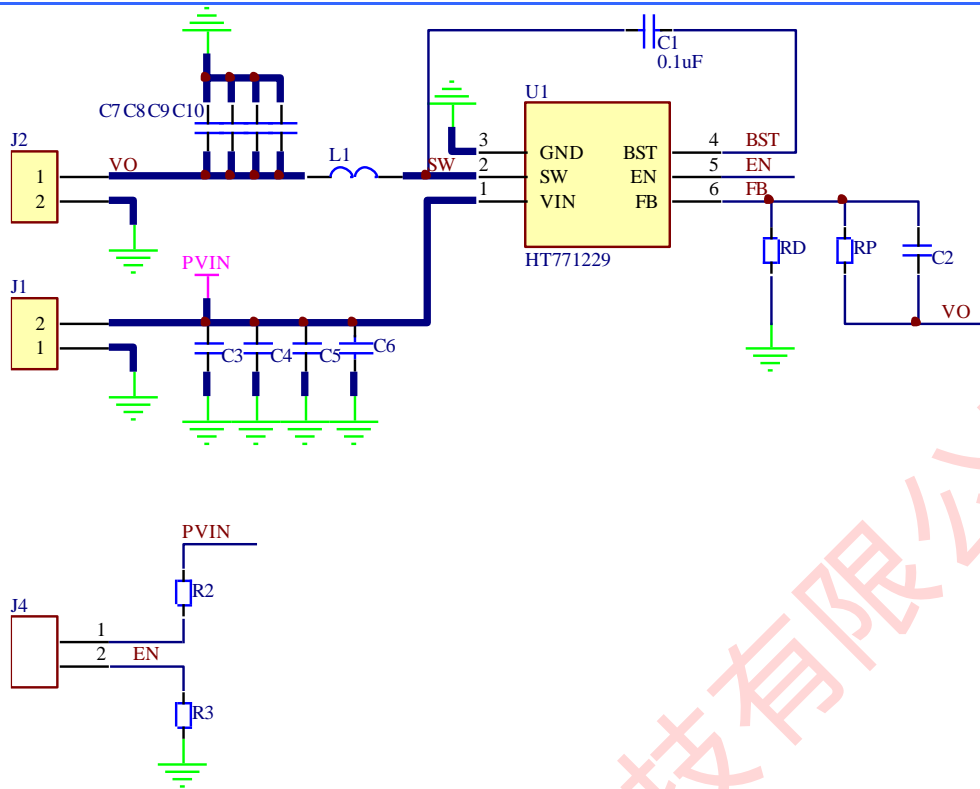 C1
0.1uF
U1
C7 C8 C9 C10
J2
L1
3
GND
BST
4
BST
1
VO
SW
2
SW
EN
5
EN
2
1
VIN
FB
6
FB
RD
RP
C2
HT771229
PVIN
J1
2
VO
1
C3
C4
C5
C6
PVIN
R2
J4
1
2
EN
R3
技有限公